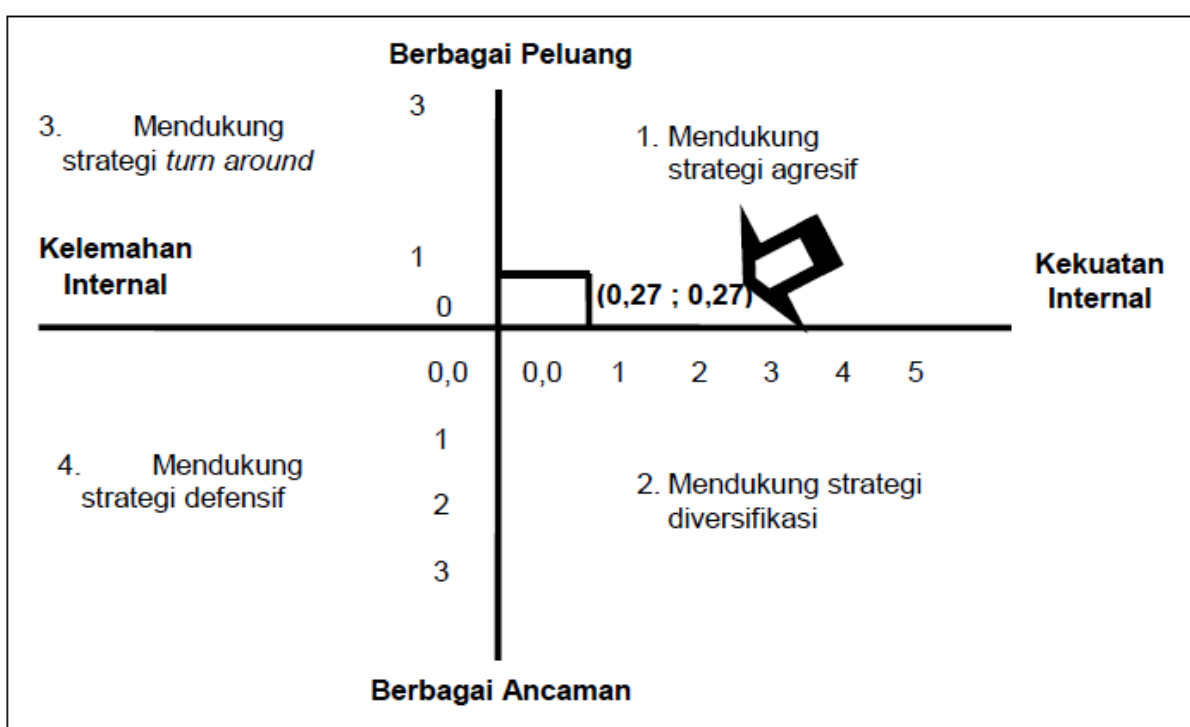 Berbagai Peluang
3. Mendukung
strategi turn around
3
1. Mendukung
strategi agresif
Kelemahan
Internal
1
0
(0,27 ; 0,27)
Kekuatan
Internal
0,0 0,0 1 2 3 4 5
1
2
3
4. Mendukung
strategi defensif
2. Mendukung strategi
diversifikasi
Berbagai Ancaman